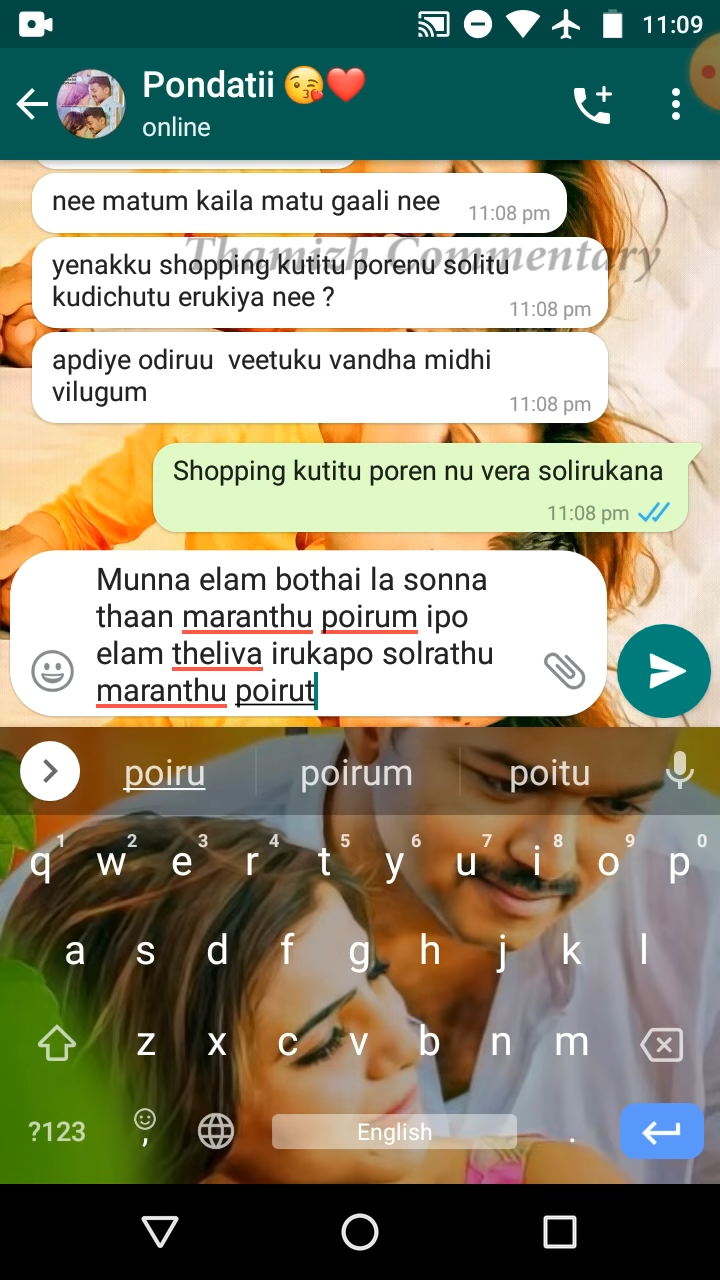 11:09
Pondatii 😘❤️
online
nee matum kaila matu gaali nee
11:08 pm
Thamizh Commentary
yenakku shopping kutitu porenu solitu
kudichutu erukiya nee ?
11:08 pm
apdiye odiruu  veetuku vandha midhi
vilugum
11:08 pm
Shopping kutitu poren nu vera solirukana
11:08 pm
Munna elam bothai la sonna
thaan maranthu poirum ipo
elam theliva irukapo solrathu
maranthu poirut
poiru poirum poitu
1 2 3 4 5 6 7 8 9 0
q w e r t y u i o p
a s d f g h j k l
z x c v b n m
?123 , English .